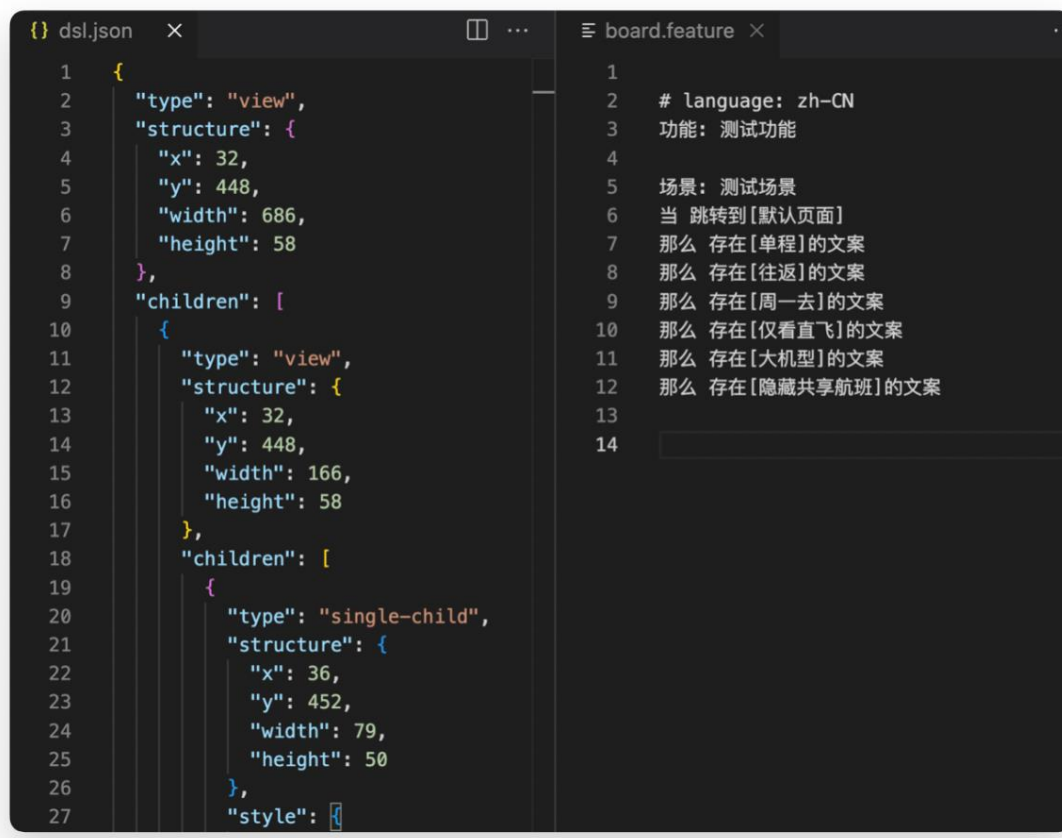 {} dsl.json ×
1 {
2 "type": "view",
3 "structure": {
4 "x": 32,
5 "y": 448,
6 "width": 686,
7 "height": 58
8 },
9 "children": [
10 {
11 "type": "view",
12 "structure": {
13 "x": 32,
14 "y": 448,
15 "width": 166,
16 "height": 58
17 },
18 "children": [
19 {
20 "type": "single-child",
21 "structure": {
22 "x": 36,
23 "y": 452,
24 "width": 79,
25 "height": 50
26 },
27 "style": {
board.feature ×
1
2 # language: zh-CN
3 功能: 测试功能
4
5 场景: 测试场景
6 当 跳转到[默认页面]
7 那么 存在[单程]的文案
8 那么 存在[往返]的文案
9 那么 存在[周一去]的文案
10 那么 存在[仅看直飞]的文案
11 那么 存在[大机型]的文案
12 那么 存在[隐藏共享航班]的文案
13
14